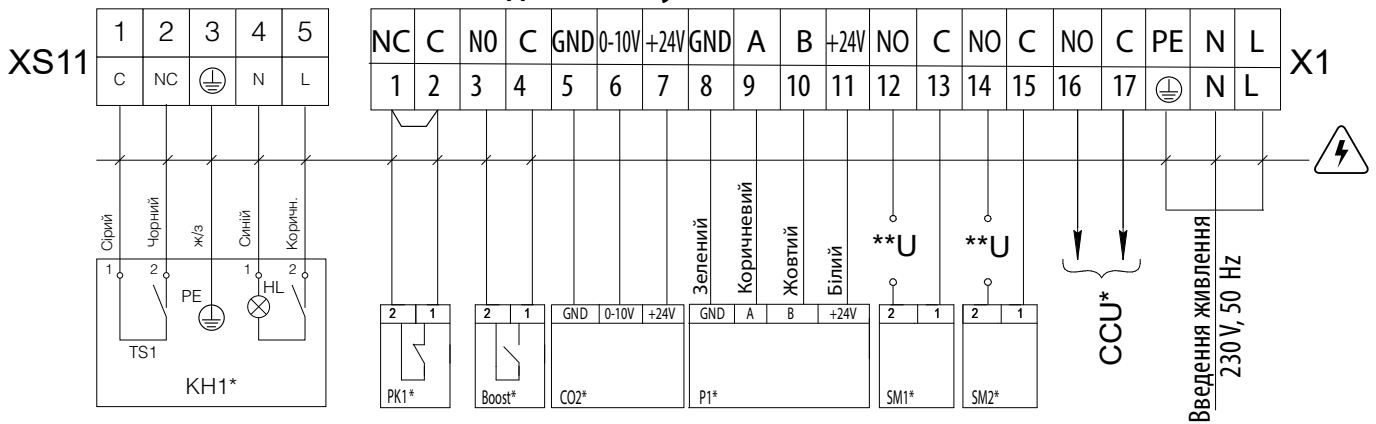 XS11
1 2 3 4 5
C NC N L
NC C NO C GND 0-10V +24V GND A B +24V NO C NO C NO C PE N L
1 2 3 4 5 6 7 8 9 10 11 12 13 14 15 16 17 N L
X1
Сірий
Чорний
ж/з
Синій
Коричн.
1 2 1 2
PE
HL
TS1
KH1*
Зелений
Коричневий
Жовтий
Білий
**U
**U
2 1
PK1*
2 1
Boost*
GND 0-10V +24V
CO2*
GND A B +24V
P1*
2 1
SM1*
2 1
SM2*
CCU*
Введення живлення
230 V, 50 Hz